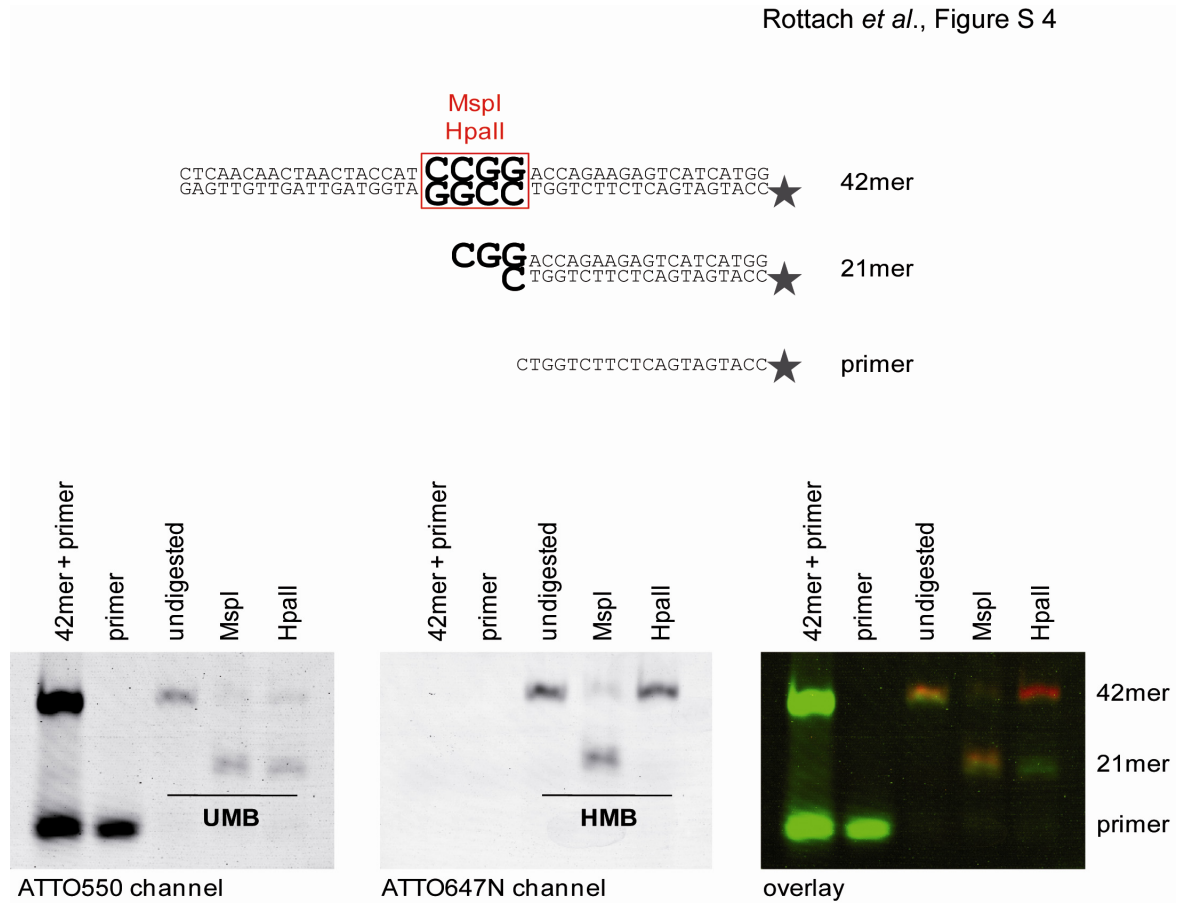 Rottach et al., Figure S 4
MspI
HpaII
CTCAACAACTAACTACCAT CCGG ACCAGAAGAGTCATCATGG
GAGTTGTTGATTGATGGTA GGCC TGGTCTTCTCAGTAGTACC
42mer
CGG ACCAGAAGAGTCATCATGG
C TGGTCTTCTCAGTAGTACC
21mer
CTGGTCTTCTCAGTAGTACC
primer
42mer + primer
primer
undigested
MspI
HpaII
42mer + primer
primer
undigested
MspI
HpaII
42mer + primer
primer
undigested
MspI
HpaII
UMB
HMB
42mer
21mer
primer
ATTO550 channel
ATTO647N channel
overlay